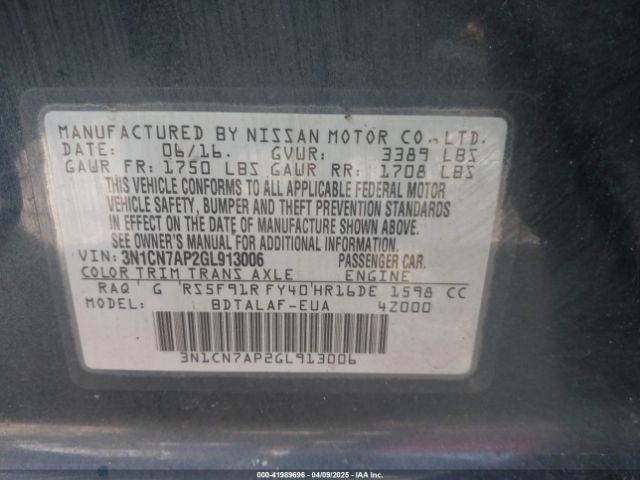 MANUFACTURED BY NISSAN MOTOR CO., LTD.
DATE: 06/16. GVWR: 3389 LBS
GAWR FR: 1750 LBS GAWR RR: 1708 LBS
THIS VEHICLE CONFORMS TO ALL APPLICABLE FEDERAL MOTOR
VEHICLE SAFETY, BUMPER AND THEFT PREVENTION STANDARDS
IN EFFECT ON THE DATE OF MANUFACTURE SHOWN ABOVE.
SEE OWNER'S MANUAL FOR ADDITIONAL INFORMATION.
VIN: 3N1CN7AP2GL913006 PASSENGER CAR.
COLOR TRIM TRANS AXLE ENGINE
RAQ G RS5F91R FY40 HR16DE 1598 CC
MODEL: BDTALAF-EUA 4Z000
3N1CN7AP2GL913006
000-41989696 - 04/09/2025 - IAA Inc.